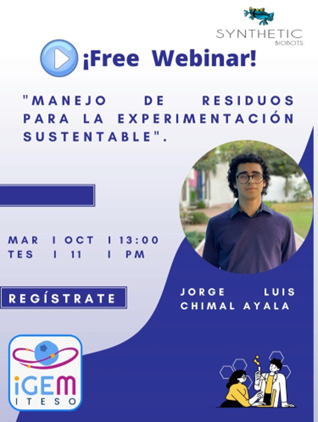 SYNTHETIC
BIOBOTS
¡Free Webinar!
"MANEJO DE RESIDUOS
PARA LA EXPERIMENTACIÓN
SUSTENTABLE".
MAR | OCT | 13:00
TES | 11 | PM
REGÍSTRATE
JORGE LUIS
CHIMAL AYALA
iGEM
ITESO